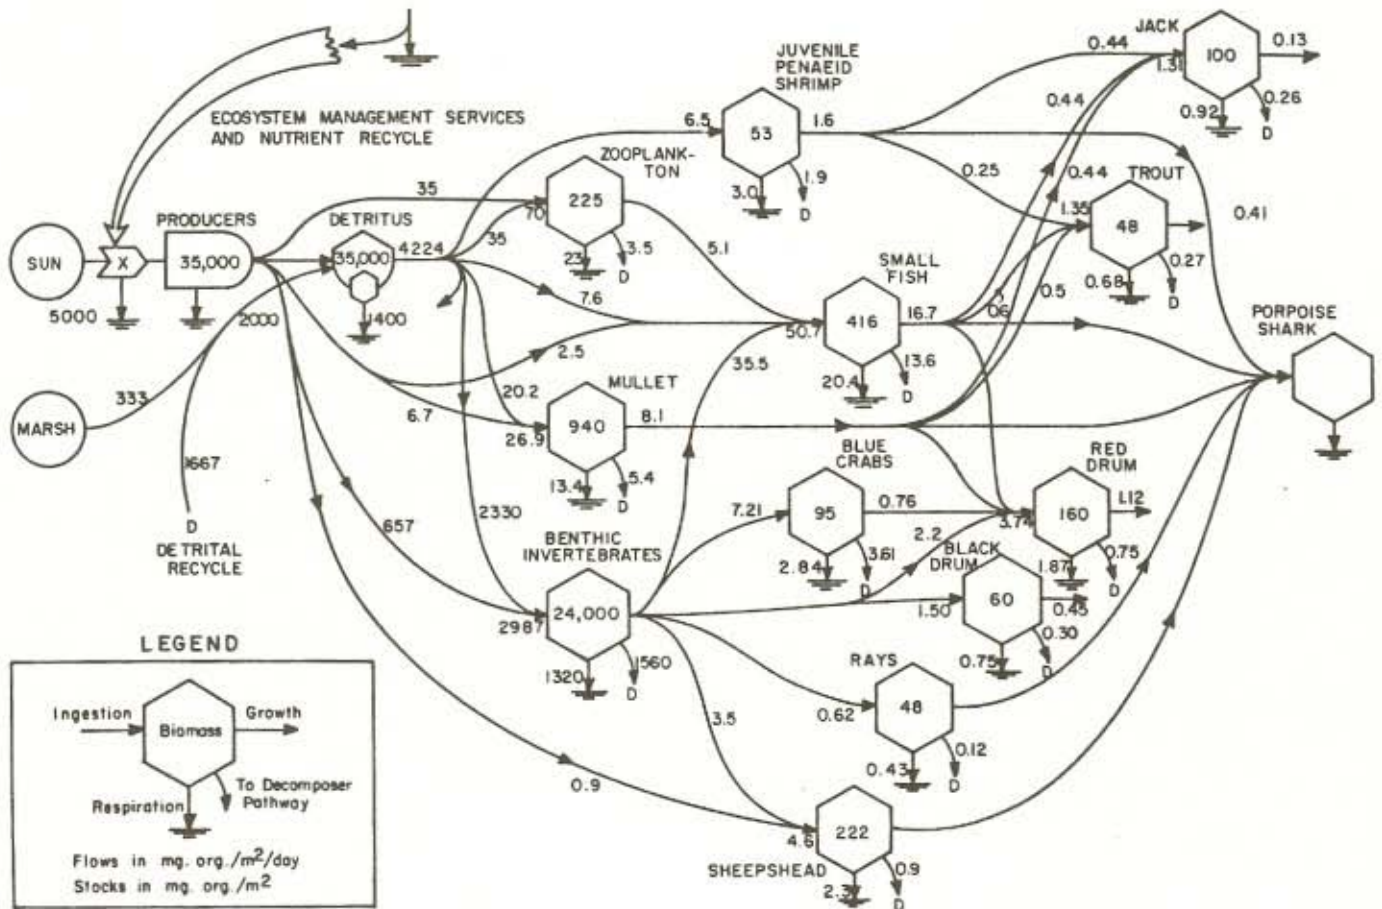 JACK
100
0.13
0.44
1.31
0.92
0.26
D
JUVENILE
PENAEID
SHRIMP
53
6.5
1.6
3.0
1.9
D
ECOSYSTEM MANAGEMENT SERVICES
AND NUTRIENT RECYCLE
ZOOPLANK-
TON
225
35
70
35
23
3.5
D
5.1
0.44
0.44
0.25
TROUT
48
1.35
0.68
0.27
D
0.41
SUN
X
5000
PRODUCERS
35,000
DETRITUS
35,000
4224
1400
2000
7.6
2.5
SMALL
FISH
416
50.7
16.7
20.4
13.6
D
0.6
0.5
PORPOISE
SHARK
MARSH
333
1667
D
DETRITAL
RECYCLE
MULLET
940
6.7
20.2
26.9
8.1
13.4
5.4
D
35.5
BLUE
CRABS
95
7.21
0.76
2.84
3.61
D
RED
DRUM
160
3.74
1.12
1.87
0.75
D
2.2
657
2330
BENTHIC
INVERTEBRATES
24,000
2987
1320
1560
D
BLACK
DRUM
60
1.50
0.45
0.75
0.30
D
RAYS
48
0.62
0.43
0.12
D
3.5
0.9
SHEEPSHEAD
222
4.6
2.3
0.9
D
LEGEND
Ingestion
Biomass
Growth
Respiration
To Decomposer
Pathway
Flows in mg. org./m²/day
Stocks in mg. org./m²